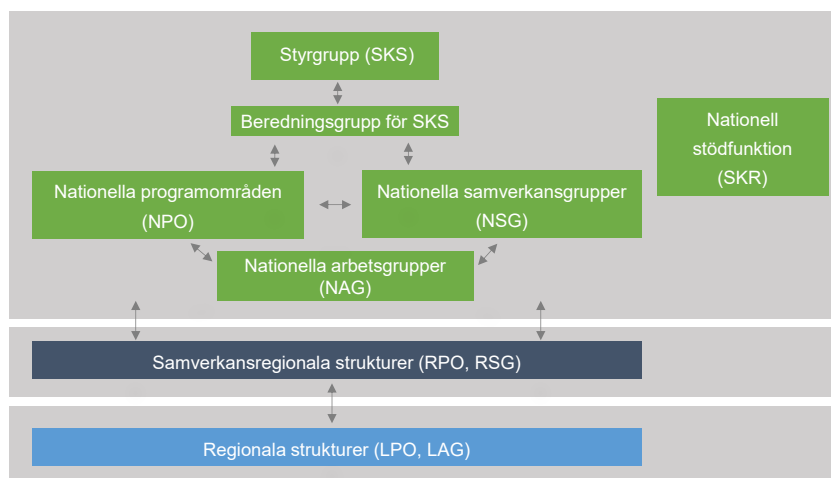 Styrgrupp (SKS)
Beredningsgrupp för SKS
Nationell
stödfunktion
(SKR)
Nationella programområden
(NPO)
Nationella samverkansgrupper
(NSG)
Nationella arbetsgrupper
(NAG)
Samverkansregionala strukturer (RPO, RSG)
Regionala strukturer (LPO, LAG)